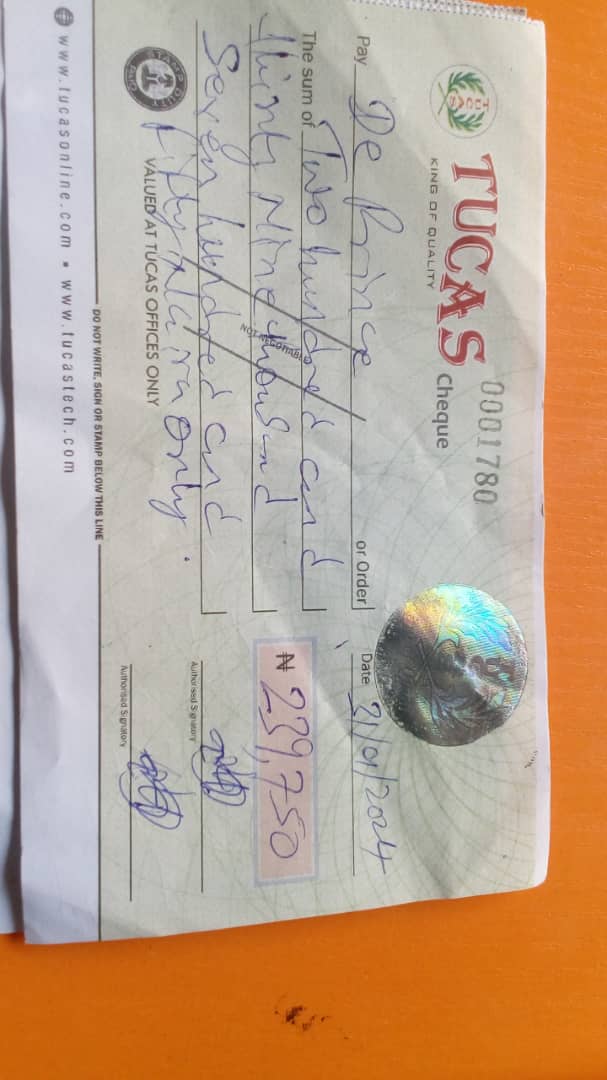 TUCAS
KING OF QUALITY
Cheque
0001780
Pay De Prince or Order
Date 31/01/2024
The sum of Two hundred and
Thirty Nine thousand
Seven hundred and
Fifty naira only.
₦ 239,750
NOT NEGOTIABLE
STAMP DUTY
VALUED AT TUCAS OFFICES ONLY
Authorised Signatory
Authorised Signatory
DO NOT WRITE, SIGN OR STAMP BELOW THIS LINE
www.tucasonline.com • www.tucastech.com